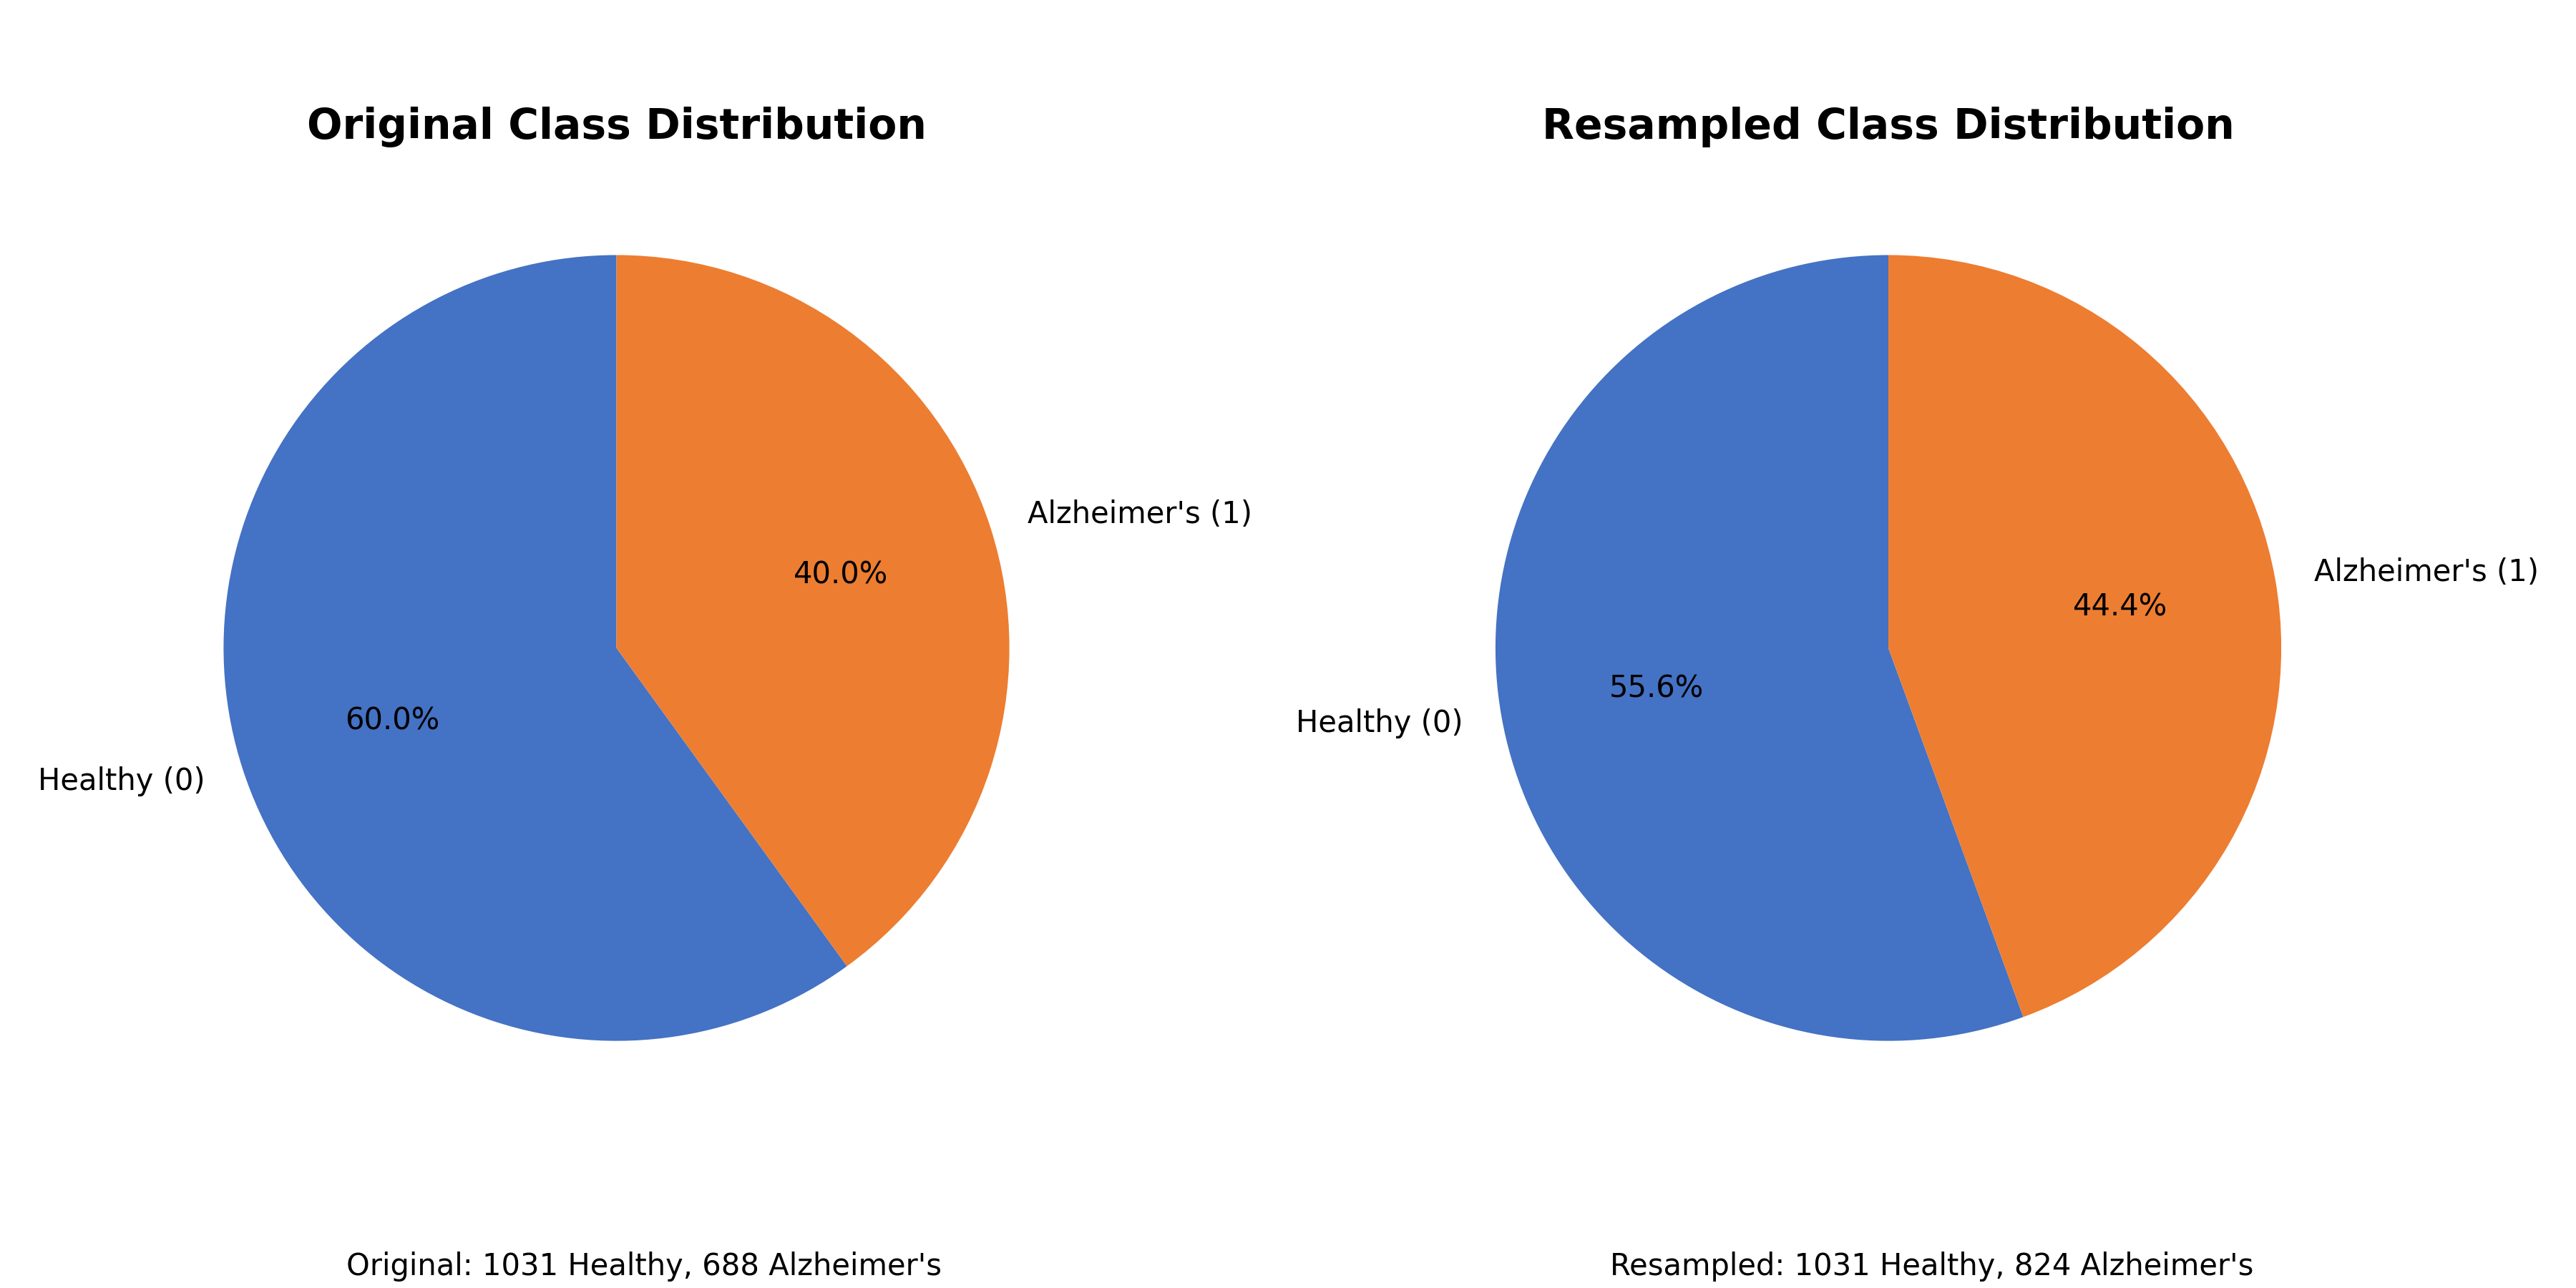 Original Class Distribution
Alzheimer's (1)
40.0%
60.0%
Healthy (0)
Original: 1031 Healthy, 688 Alzheimer's
Resampled Class Distribution
Alzheimer's (1)
44.4%
55.6%
Healthy (0)
Resampled: 1031 Healthy, 824 Alzheimer's